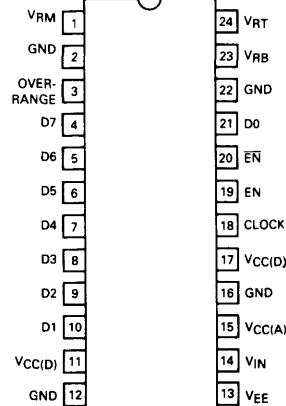 VRM 1
GND 2
OVER-
RANGE 3
D7 4
D6 5
D5 6
D4 7
D3 8
D2 9
D1 10
VCC(D) 11
GND 12
24 VRT
23 VRB
22 GND
21 D0
20 E̅N̅
19 EN
18 CLOCK
17 VCC(D)
16 GND
15 VCC(A)
14 VIN
13 VEE